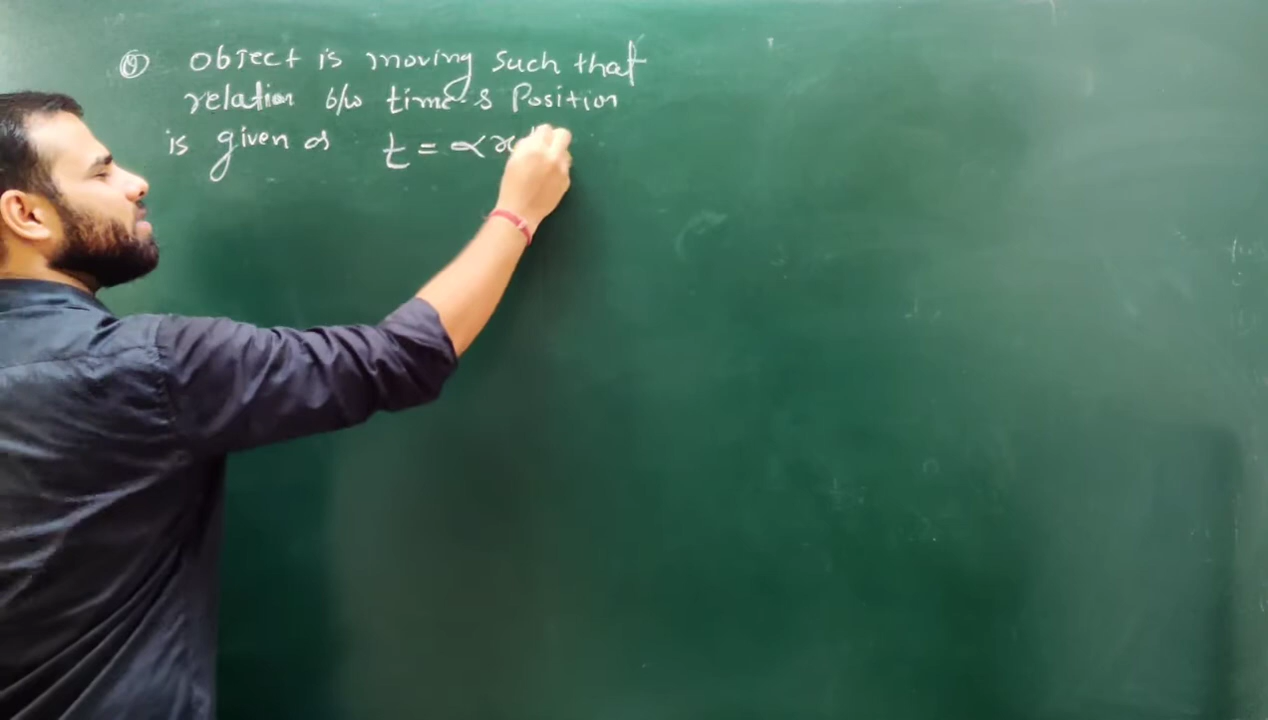 Q object is moving such that
relation b/w time & Position
is given as t = αx